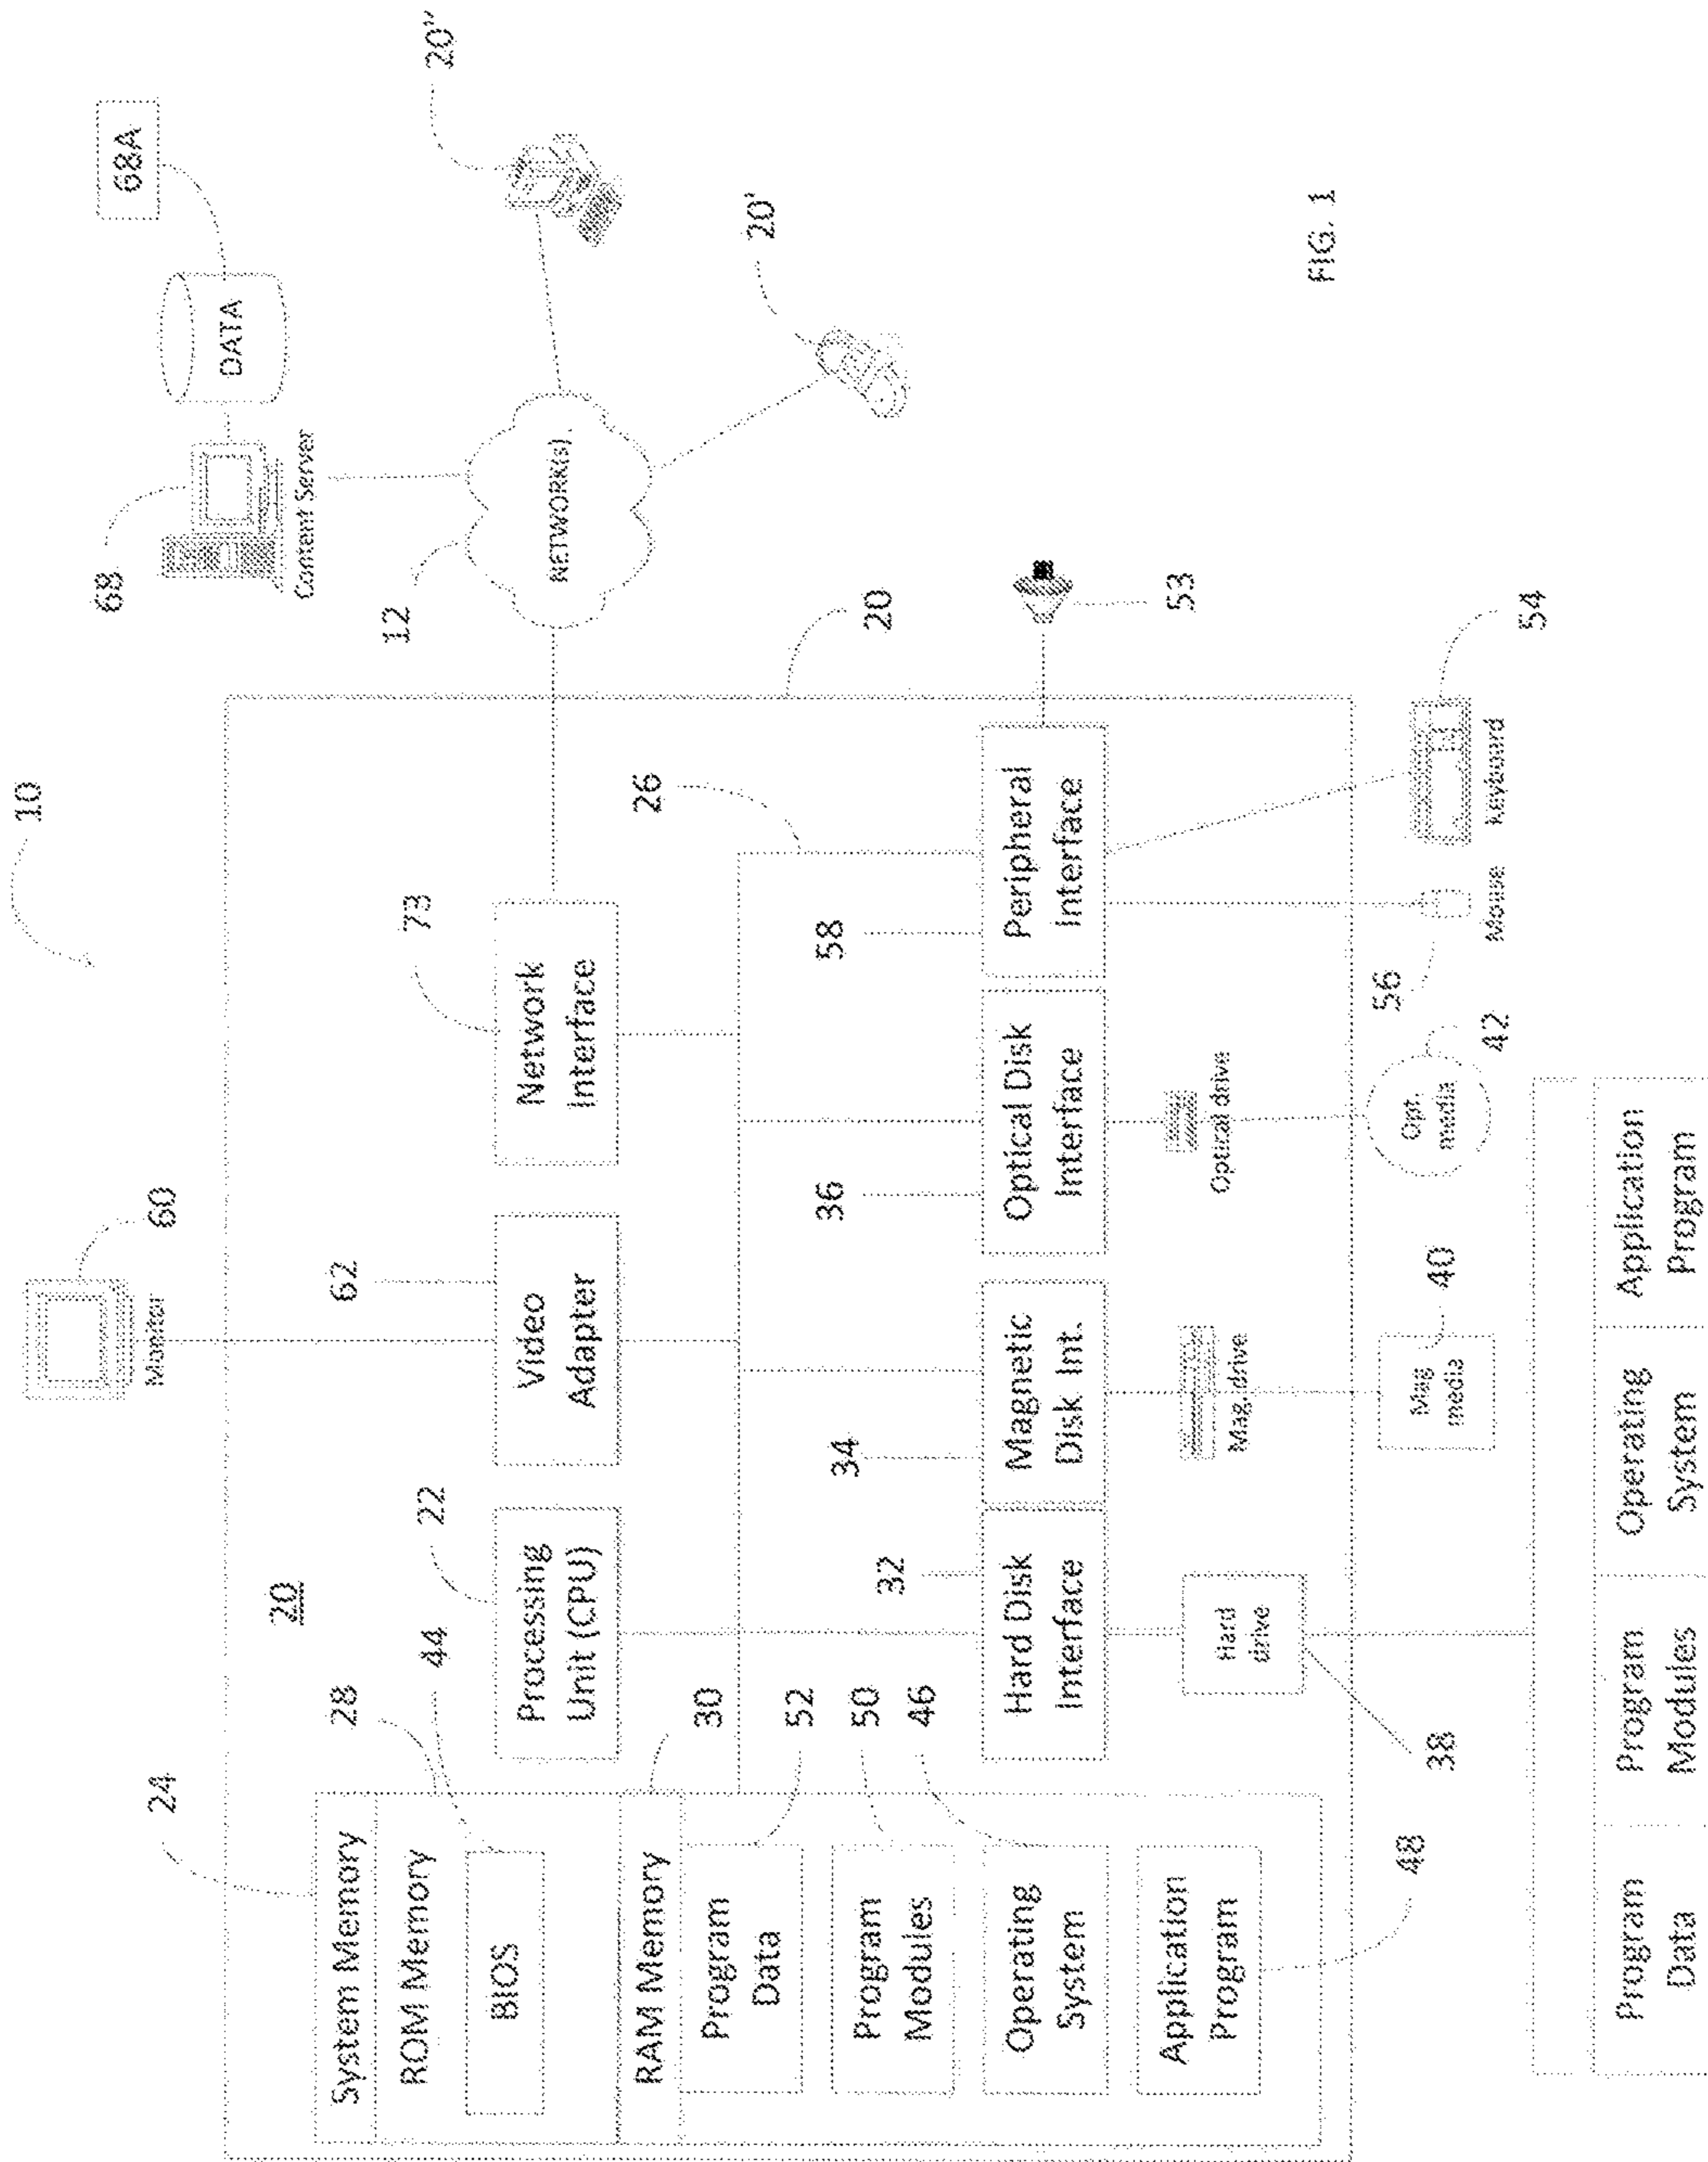 10
60
Monitor
68
68A
DATA
Content Server
20"
12
NETWORK(s)
20'
24
20
System Memory
28
44
ROM Memory
BIOS
22
Processing
Unit (CPU)
62
Video
Adapter
73
Network
Interface
RAM Memory
30
Program
Data
52
Program
Modules
50
Operating
System
46
Application
Program
48
26
20
32
Hard Disk
Interface
34
Magnetic
Disk Int.
36
Optical Disk
Interface
58
Peripheral
Interface
53
Hard
drive
38
Mag. drive
Optical drive
Mag
media
40
Opt.
media
42
56
Mouse
Keyboard
54
Program
Data
Program
Modules
Operating
System
Application
Program
FIG. 1